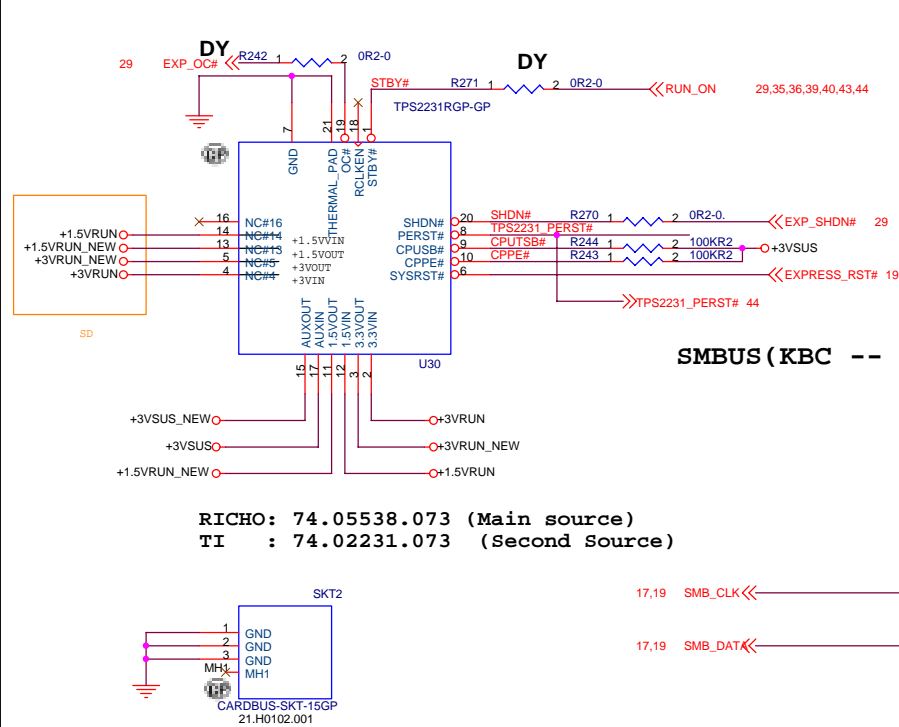 DY
29 EXP_OC# R242 1 2 0R2-0
DY
STBY# R271 1 2 0R2-0 RUN_ON 29,35,36,39,40,43,44
TPS2231RGP-GP
7 21 19 18 1
GND THERMAL_PAD OC# RCLKEN STBY#
+1.5VRUN 16 NC#16
+1.5VRUN_NEW 14 NC#14 +1.5VVIN
+3VRUN_NEW 13 NC#13 +1.5VOUT
+3VRUN 5 NC#5 +3VOUT
4 NC#4 +3VIN
SD
SHDN# 20 SHDN# R270 1 2 0R2-0. EXP_SHDN# 29
PERST# 8 TPS2231_PERST#
CPUSB# 9 CPUTSB# R244 1 2 100KR2 +3VSUS
CPPE# 10 CPPE# R243 1 2 100KR2
SYSRST# 6 EXPRESS_RST# 19
TPS2231_PERST# 44
AUXOUT AUXIN 1.5VOUT 1.5VIN 3.3VOUT 3.3VIN
15 17 11 12 3 2
U30
SMBUS(KBC --
+3VSUS_NEW +3VRUN
+3VSUS +3VRUN_NEW
+1.5VRUN_NEW +1.5VRUN
RICHO: 74.05538.073 (Main source)
TI : 74.02231.073 (Second Source)
SKT2
1 GND
2 GND
3 GND
MH1 MH1
CARDBUS-SKT-15GP
21.H0102.001
17,19 SMB_CLK
17,19 SMB_DATA